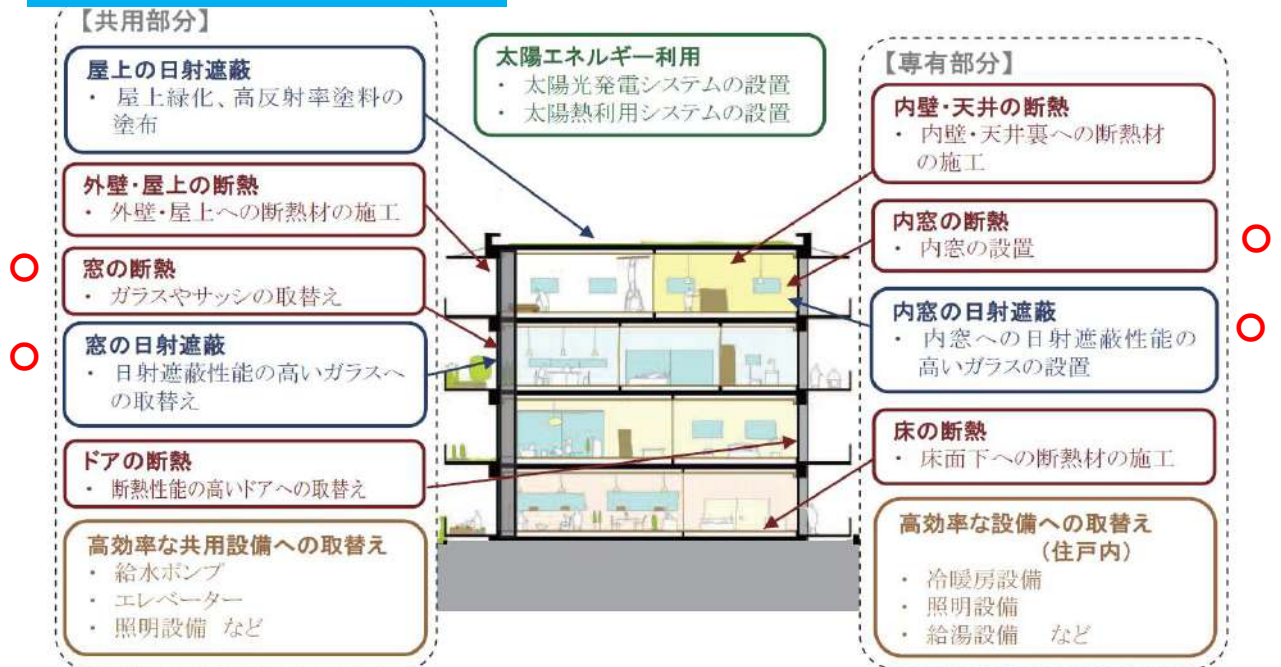 【共用部分】
屋上の日射遮蔽
・ 屋上緑化、高反射率塗料の
塗布
外壁・屋上の断熱
・ 外壁・屋上への断熱材の施工
窓の断熱
・ ガラスやサッシの取替え
窓の日射遮蔽
・ 日射遮蔽性能の高いガラスへ
の取替え
ドアの断熱
・ 断熱性能の高いドアへの取替え
高効率な共用設備への取替え
・ 給水ポンプ
・ エレベーター
・ 照明設備 など
太陽エネルギー利用
・ 太陽光発電システムの設置
・ 太陽熱利用システムの設置
【専有部分】
内壁・天井の断熱
・ 内壁・天井裏への断熱材
の施工
内窓の断熱
・ 内窓の設置
内窓の日射遮蔽
・ 内窓への日射遮蔽性能の
高いガラスの設置
床の断熱
・ 床面下への断熱材の施工
高効率な設備への取替え
(住戸内)
・ 冷暖房設備
・ 照明設備
・ 給湯設備 など